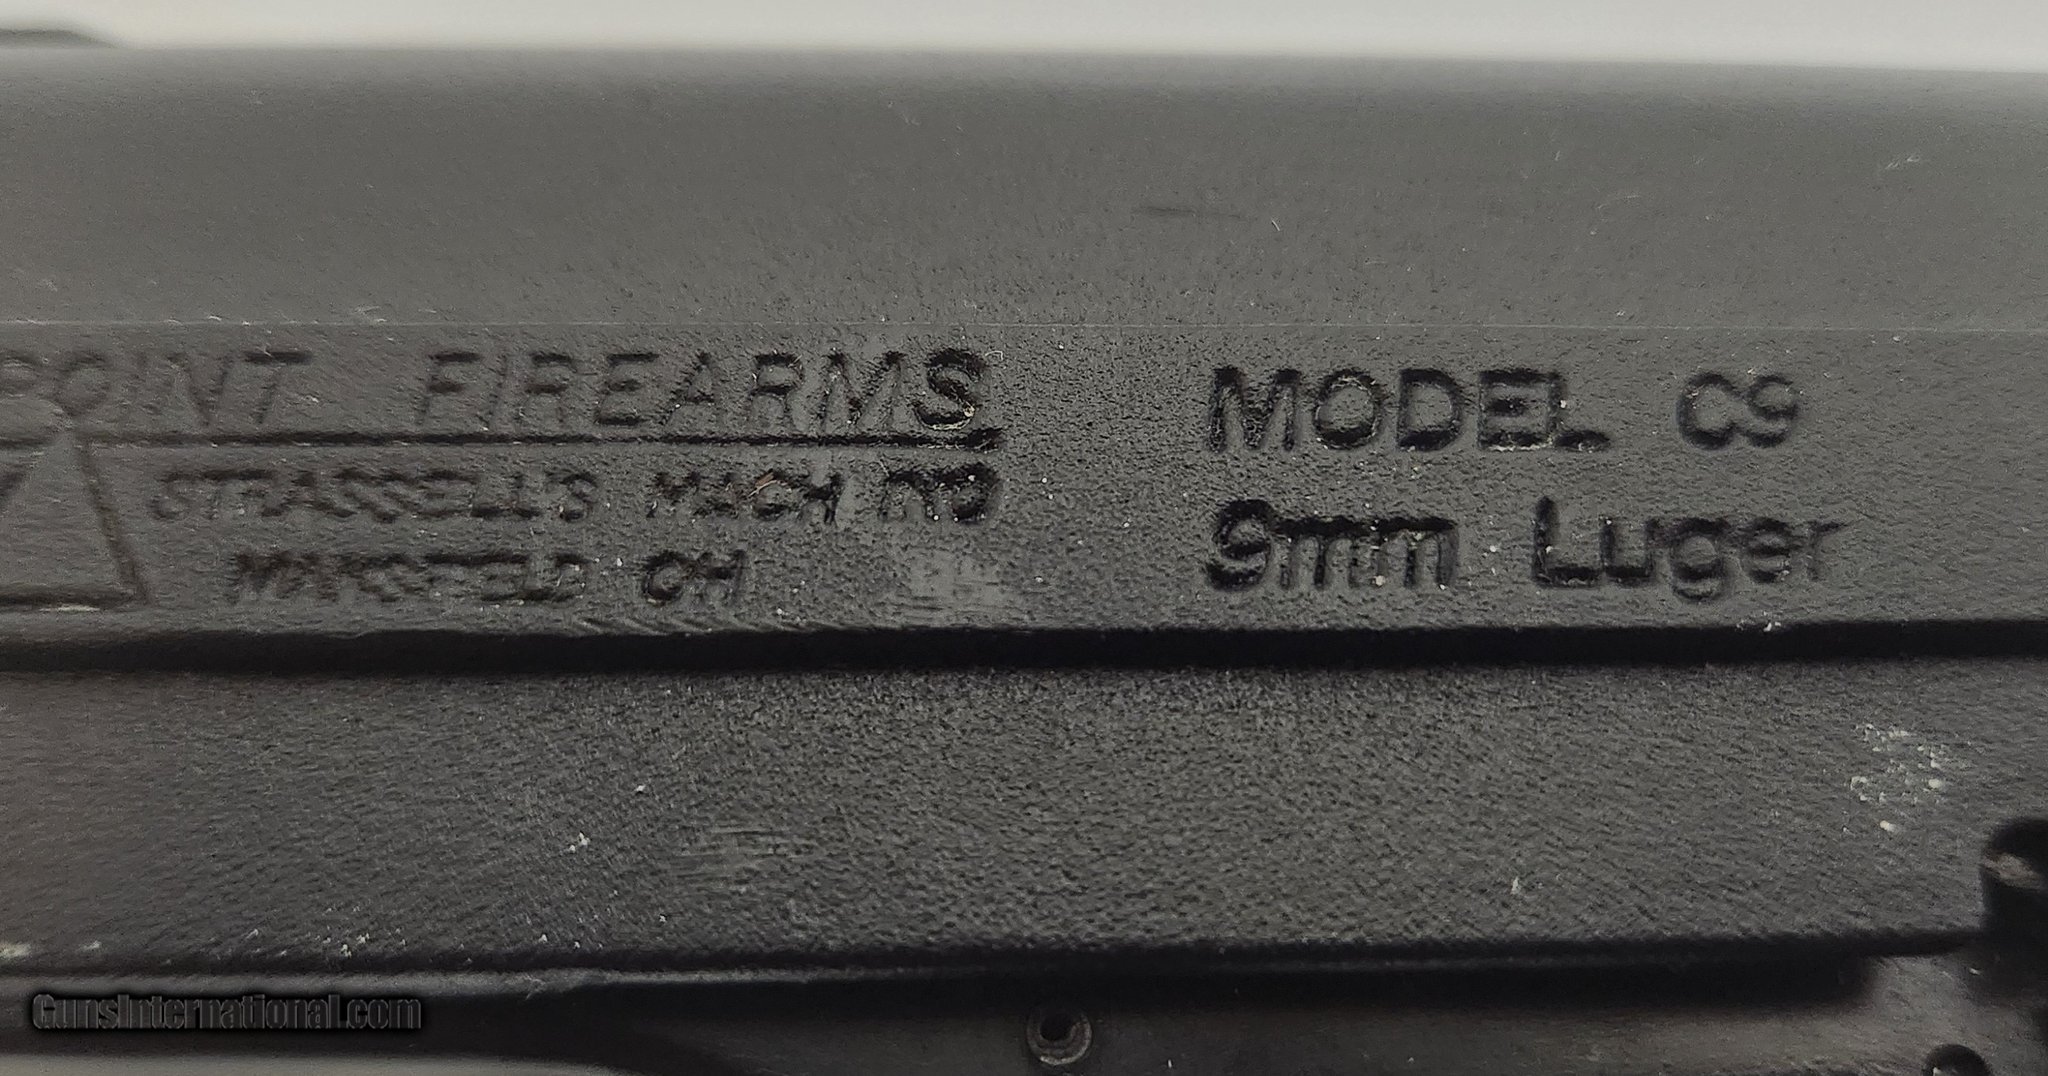 POINT FIREARMS
STRASSELL'S MACH INC
MANSFIELD OH
MODEL C9
9mm Luger
GunsInternational.com